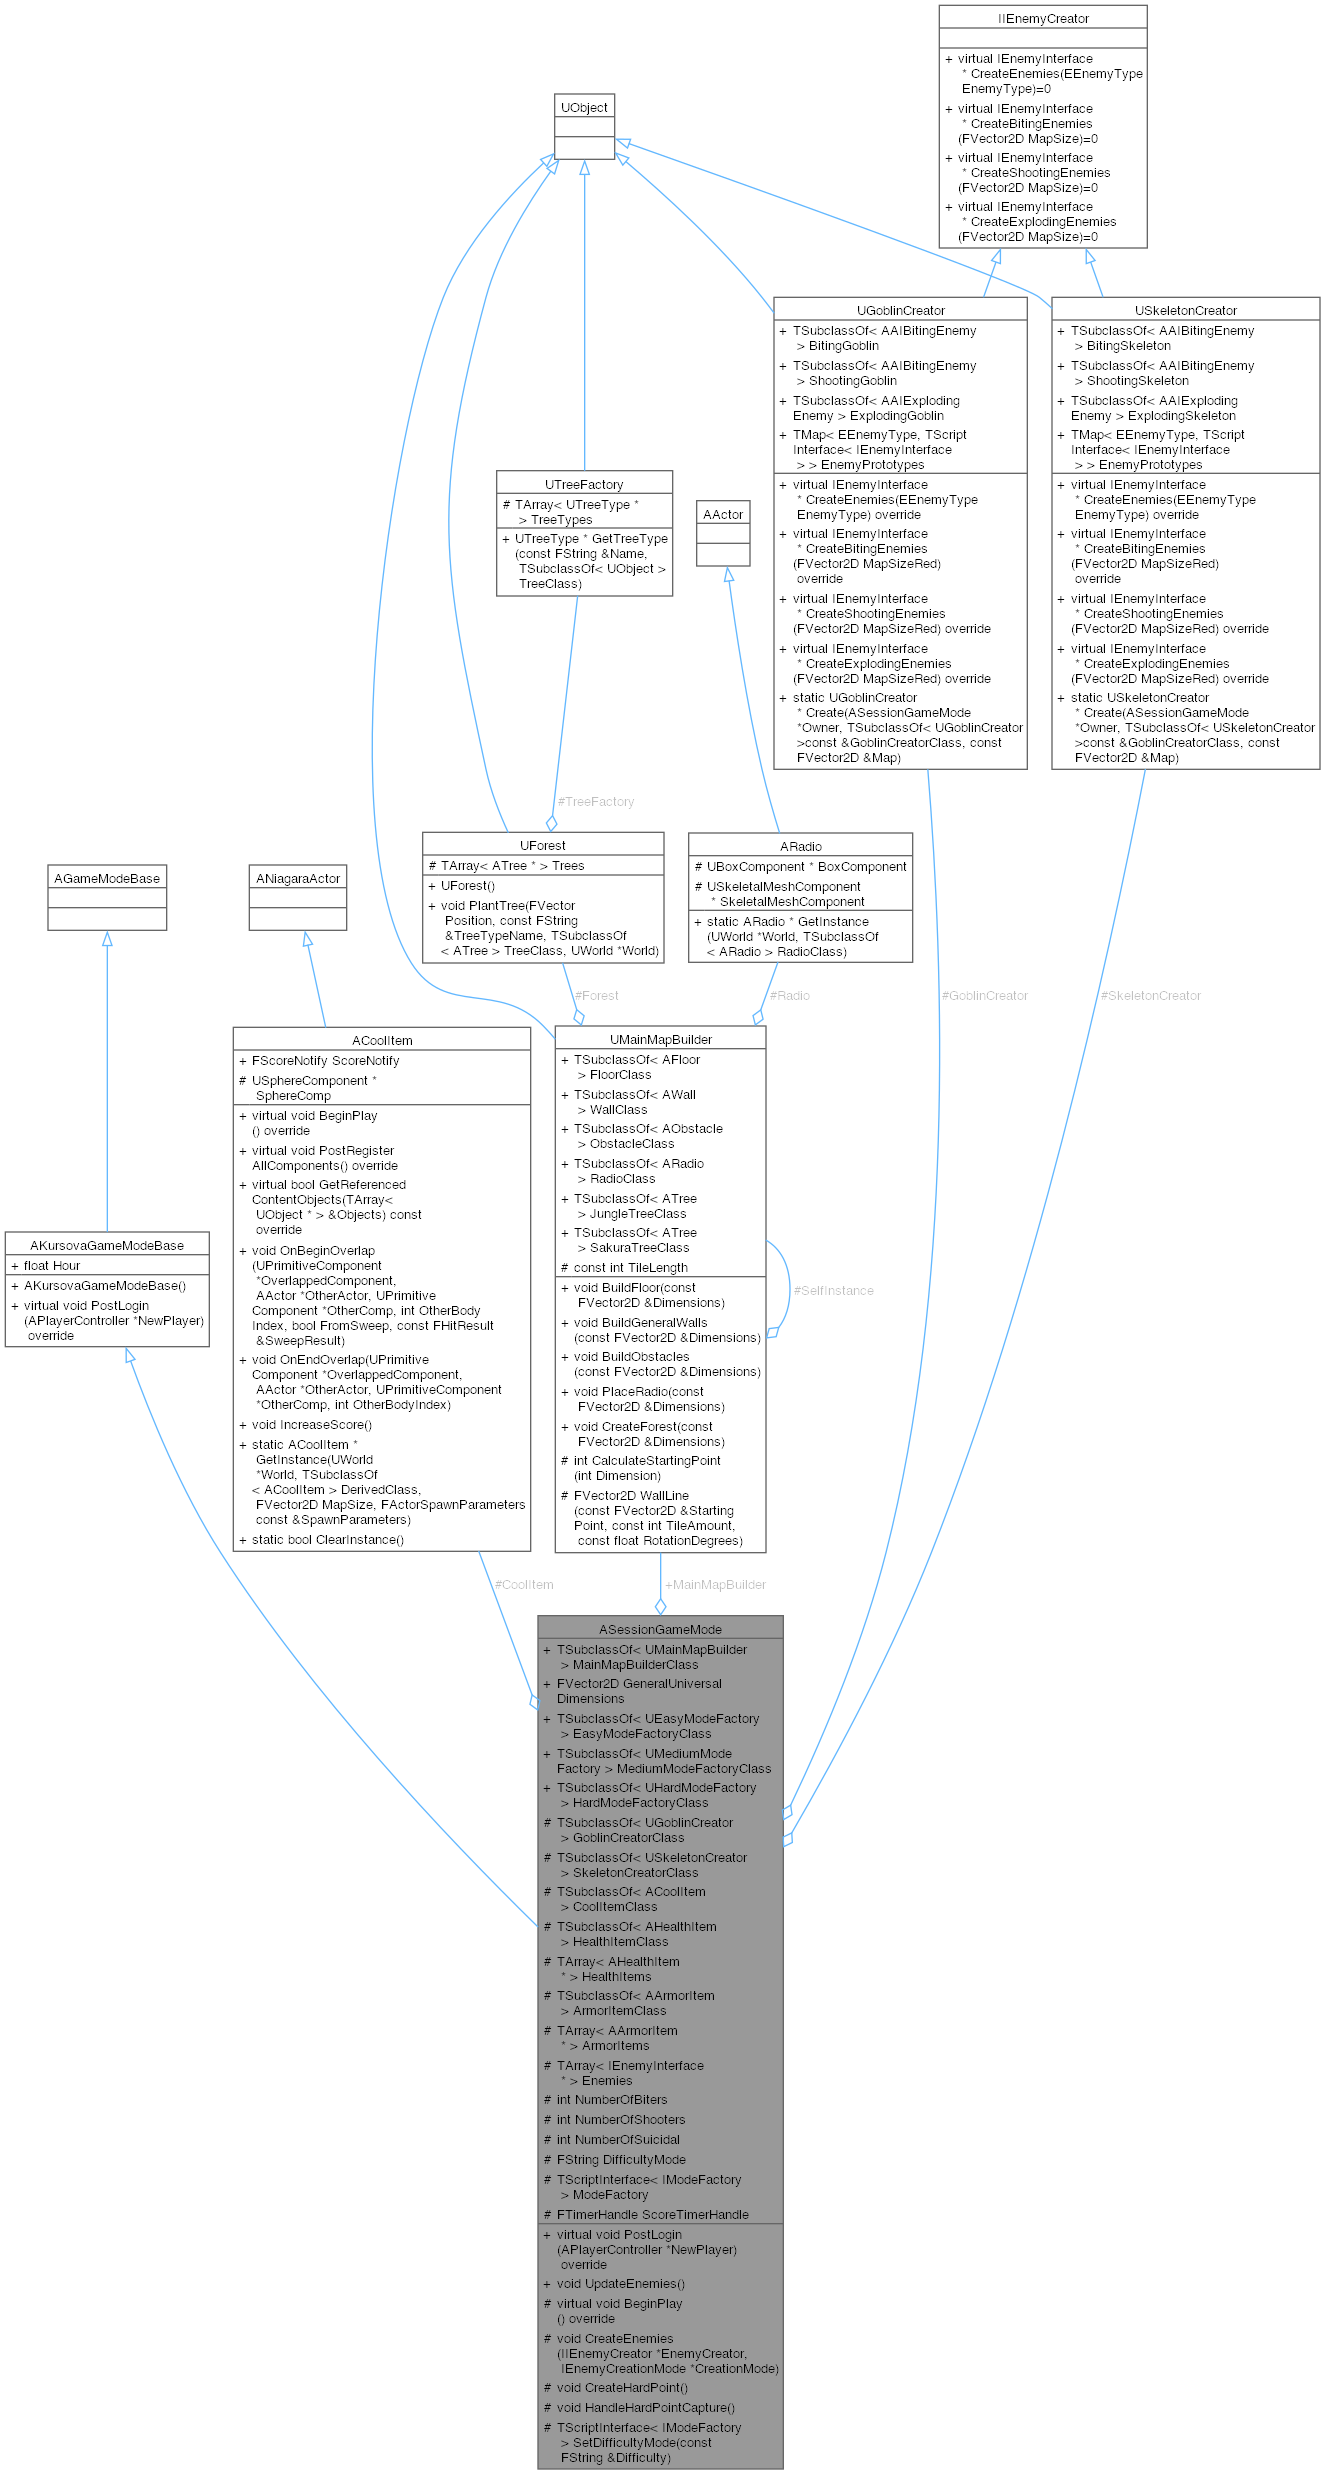 IIEnemyCreator
+ virtual IEnemyInterface
* CreateEnemies(EEnemyType
EnemyType)=0
+ virtual IEnemyInterface
* CreateBitingEnemies
(FVector2D MapSize)=0
+ virtual IEnemyInterface
* CreateShootingEnemies
(FVector2D MapSize)=0
+ virtual IEnemyInterface
* CreateExplodingEnemies
(FVector2D MapSize)=0
UObject
UGoblinCreator
+ TSubclassOf< AAIBitingEnemy
> BitingGoblin
+ TSubclassOf< AAIBitingEnemy
> ShootingGoblin
+ TSubclassOf< AAIExploding
Enemy > ExplodingGoblin
+ TMap< EEnemyType, TScript
Interface< IEnemyInterface
> > EnemyPrototypes
+ virtual IEnemyInterface
* CreateEnemies(EEnemyType
EnemyType) override
+ virtual IEnemyInterface
* CreateBitingEnemies
(FVector2D MapSizeRed)
override
+ virtual IEnemyInterface
* CreateShootingEnemies
(FVector2D MapSizeRed) override
+ virtual IEnemyInterface
* CreateExplodingEnemies
(FVector2D MapSizeRed) override
+ static UGoblinCreator
* Create(ASessionGameMode
*Owner, TSubclassOf< UGoblinCreator
>const &GoblinCreatorClass, const
FVector2D &Map)
USkeletonCreator
+ TSubclassOf< AAIBitingEnemy
> BitingSkeleton
+ TSubclassOf< AAIBitingEnemy
> ShootingSkeleton
+ TSubclassOf< AAIExploding
Enemy > ExplodingSkeleton
+ TMap< EEnemyType, TScript
Interface< IEnemyInterface
> > EnemyPrototypes
+ virtual IEnemyInterface
* CreateEnemies(EEnemyType
EnemyType) override
+ virtual IEnemyInterface
* CreateBitingEnemies
(FVector2D MapSizeRed)
override
+ virtual IEnemyInterface
* CreateShootingEnemies
(FVector2D MapSizeRed) override
+ virtual IEnemyInterface
* CreateExplodingEnemies
(FVector2D MapSizeRed) override
+ static USkeletonCreator
* Create(ASessionGameMode
*Owner, TSubclassOf< USkeletonCreator
>const &GoblinCreatorClass, const
FVector2D &Map)
UTreeFactory
# TArray< UTreeType *
> TreeTypes
+ UTreeType * GetTreeType
(const FString &Name,
TSubclassOf< UObject >
TreeClass)
AActor
#TreeFactory
UForest
# TArray< ATree * > Trees
+ UForest()
+ void PlantTree(FVector
Position, const FString
&TreeTypeName, TSubclassOf
< ATree > TreeClass, UWorld *World)
ARadio
# UBoxComponent * BoxComponent
# USkeletalMeshComponent
* SkeletalMeshComponent
+ static ARadio * GetInstance
(UWorld *World, TSubclassOf
< ARadio > RadioClass)
AGameModeBase
ANiagaraActor
#Forest
#Radio
#GoblinCreator
#SkeletonCreator
ACoolItem
+ FScoreNotify ScoreNotify
# USphereComponent *
SphereComp
+ virtual void BeginPlay
() override
+ virtual void PostRegister
AllComponents() override
+ virtual bool GetReferenced
ContentObjects(TArray<
UObject * > &Objects) const
override
+ void OnBeginOverlap
(UPrimitiveComponent
*OverlappedComponent,
AActor *OtherActor, UPrimitive
Component *OtherComp, int OtherBody
Index, bool FromSweep, const FHitResult
&SweepResult)
+ void OnEndOverlap(UPrimitive
Component *OverlappedComponent,
AActor *OtherActor, UPrimitiveComponent
*OtherComp, int OtherBodyIndex)
+ void IncreaseScore()
+ static ACoolItem *
GetInstance(UWorld
*World, TSubclassOf
< ACoolItem > DerivedClass,
FVector2D MapSize, FActorSpawnParameters
const &SpawnParameters)
+ static bool ClearInstance()
UMainMapBuilder
+ TSubclassOf< AFloor
> FloorClass
+ TSubclassOf< AWall
> WallClass
+ TSubclassOf< AObstacle
> ObstacleClass
+ TSubclassOf< ARadio
> RadioClass
+ TSubclassOf< ATree
> JungleTreeClass
+ TSubclassOf< ATree
> SakuraTreeClass
# const int TileLength
+ void BuildFloor(const
FVector2D &Dimensions)
+ void BuildGeneralWalls
(const FVector2D &Dimensions)
+ void BuildObstacles
(const FVector2D &Dimensions)
+ void PlaceRadio(const
FVector2D &Dimensions)
+ void CreateForest(const
FVector2D &Dimensions)
# int CalculateStartingPoint
(int Dimension)
# FVector2D WallLine
(const FVector2D &Starting
Point, const int TileAmount,
const float RotationDegrees)
#SelfInstance
AKursovaGameModeBase
+ float Hour
+ AKursovaGameModeBase()
+ virtual void PostLogin
(APlayerController *NewPlayer)
override
#CoolItem
+MainMapBuilder
ASessionGameMode
+ TSubclassOf< UMainMapBuilder
> MainMapBuilderClass
+ FVector2D GeneralUniversal
Dimensions
+ TSubclassOf< UEasyModeFactory
> EasyModeFactoryClass
+ TSubclassOf< UMediumMode
Factory > MediumModeFactoryClass
+ TSubclassOf< UHardModeFactory
> HardModeFactoryClass
# TSubclassOf< UGoblinCreator
> GoblinCreatorClass
# TSubclassOf< USkeletonCreator
> SkeletonCreatorClass
# TSubclassOf< ACoolItem
> CoolItemClass
# TSubclassOf< AHealthItem
> HealthItemClass
# TArray< AHealthItem
* > HealthItems
# TSubclassOf< AArmorItem
> ArmorItemClass
# TArray< AArmorItem
* > ArmorItems
# TArray< IEnemyInterface
* > Enemies
# int NumberOfBiters
# int NumberOfShooters
# int NumberOfSuicidal
# FString DifficultyMode
# TScriptInterface< IModeFactory
> ModeFactory
# FTimerHandle ScoreTimerHandle
+ virtual void PostLogin
(APlayerController *NewPlayer)
override
+ void UpdateEnemies()
# virtual void BeginPlay
() override
# void CreateEnemies
(IIEnemyCreator *EnemyCreator,
IEnemyCreationMode *CreationMode)
# void CreateHardPoint()
# void HandleHardPointCapture()
# TScriptInterface< IModeFactory
> SetDifficultyMode(const
FString &Difficulty)